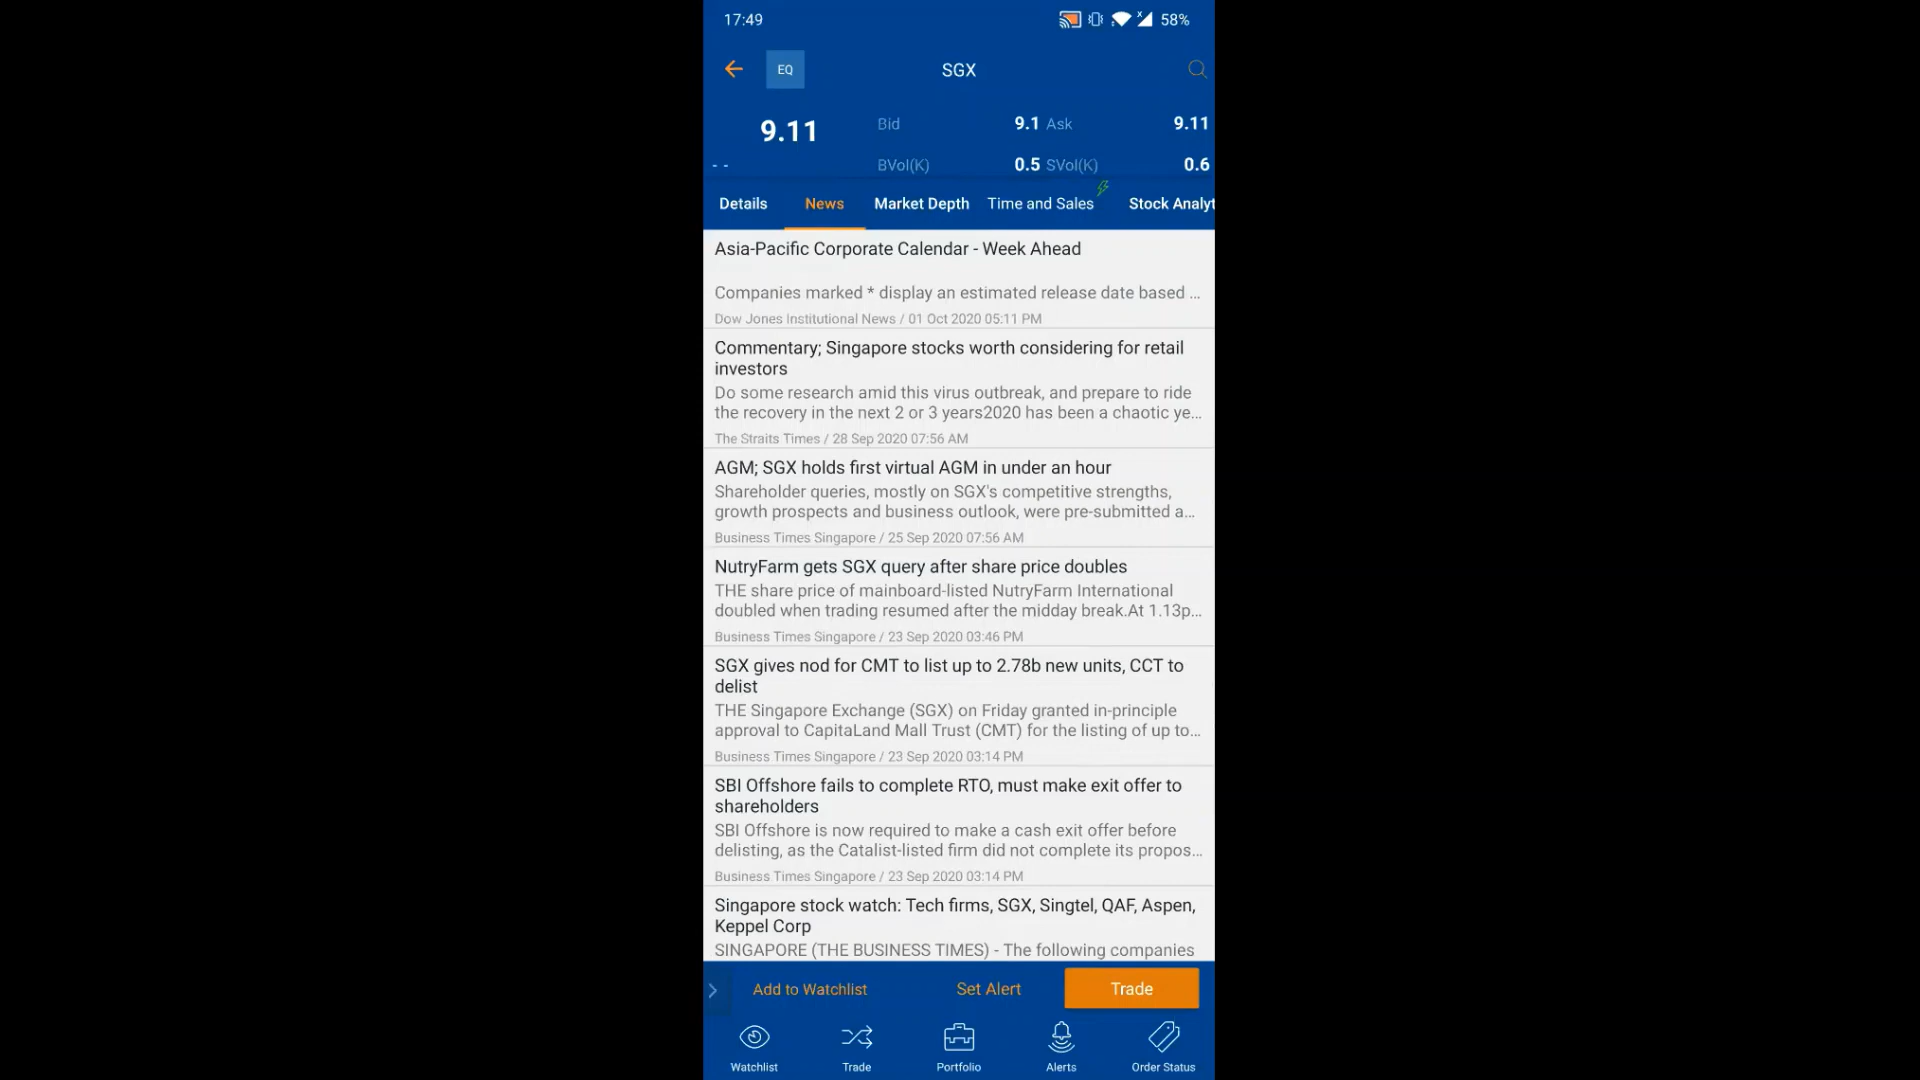 17:49
58%
EQ
SGX
9.11
Bid 9.1 Ask 9.11
- -
BVol(K) 0.5 SVol(K) 0.6
Details News Market Depth Time and Sales Stock Analyt
Asia-Pacific Corporate Calendar - Week Ahead
Companies marked * display an estimated release date based ...
Dow Jones Institutional News / 01 Oct 2020 05:11 PM
Commentary; Singapore stocks worth considering for retail
investors
Do some research amid this virus outbreak, and prepare to ride
the recovery in the next 2 or 3 years2020 has been a chaotic ye...
The Straits Times / 28 Sep 2020 07:56 AM
AGM; SGX holds first virtual AGM in under an hour
Shareholder queries, mostly on SGX's competitive strengths,
growth prospects and business outlook, were pre-submitted a...
Business Times Singapore / 25 Sep 2020 07:56 AM
NutryFarm gets SGX query after share price doubles
THE share price of mainboard-listed NutryFarm International
doubled when trading resumed after the midday break.At 1.13p...
Business Times Singapore / 23 Sep 2020 03:46 PM
SGX gives nod for CMT to list up to 2.78b new units, CCT to
delist
THE Singapore Exchange (SGX) on Friday granted in-principle
approval to CapitaLand Mall Trust (CMT) for the listing of up to...
Business Times Singapore / 23 Sep 2020 03:14 PM
SBI Offshore fails to complete RTO, must make exit offer to
shareholders
SBI Offshore is now required to make a cash exit offer before
delisting, as the Catalist-listed firm did not complete its propos...
Business Times Singapore / 23 Sep 2020 03:14 PM
Singapore stock watch: Tech firms, SGX, Singtel, QAF, Aspen,
Keppel Corp
SINGAPORE (THE BUSINESS TIMES) - The following companies
Add to Watchlist Set Alert Trade
Watchlist Trade Portfolio Alerts Order Status